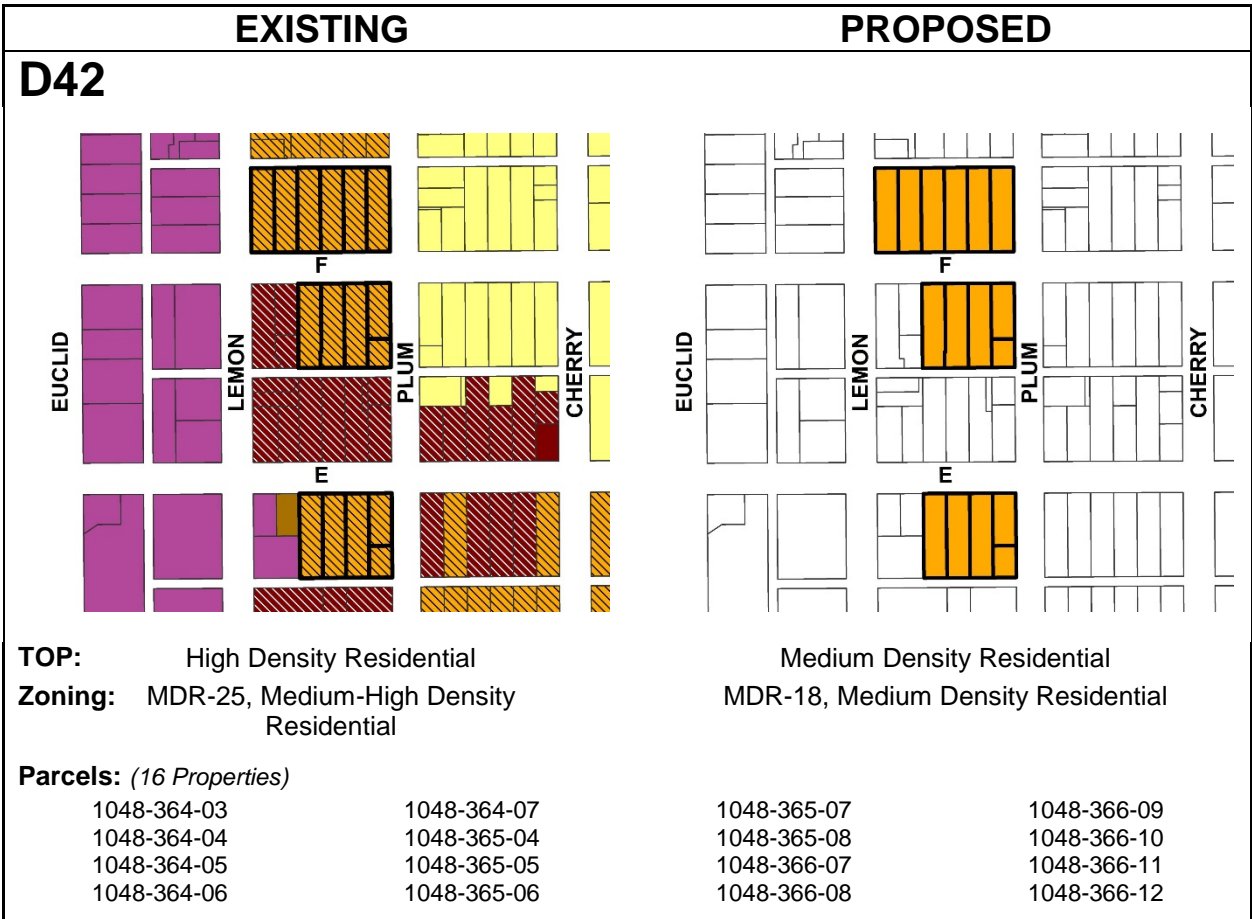 EXISTING PROPOSED
D42
F
EUCLID LEMON PLUM CHERRY
E
F
EUCLID LEMON PLUM CHERRY
E
TOP: High Density Residential Medium Density Residential
Zoning: MDR-25, Medium-High Density MDR-18, Medium Density Residential
Residential
Parcels: (16 Properties)
1048-364-03 1048-364-07 1048-365-07 1048-366-09
1048-364-04 1048-365-04 1048-365-08 1048-366-10
1048-364-05 1048-365-05 1048-366-07 1048-366-11
1048-364-06 1048-365-06 1048-366-08 1048-366-12